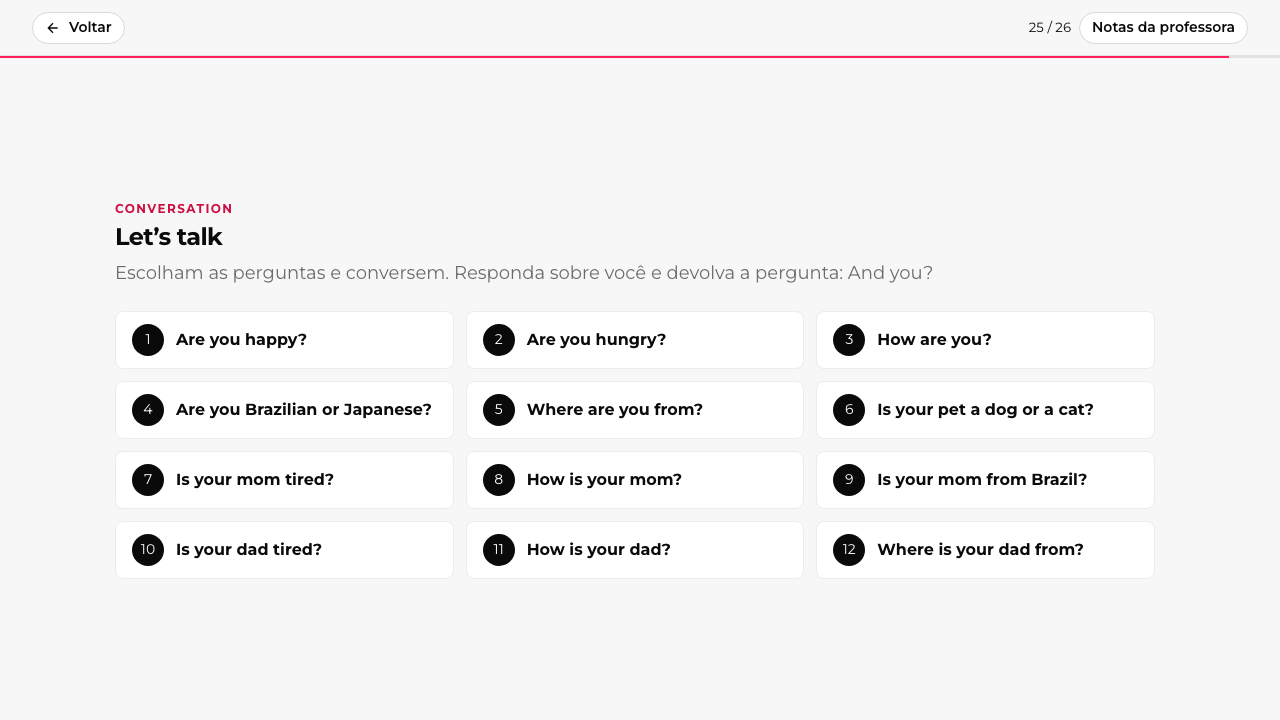 Voltar
25 / 26
Notas da professora
CONVERSATION
Let’s talk
Escolham as perguntas e conversem. Responda sobre você e devolva a pergunta: And you?
1 Are you happy?
2 Are you hungry?
3 How are you?
4 Are you Brazilian or Japanese?
5 Where are you from?
6 Is your pet a dog or a cat?
7 Is your mom tired?
8 How is your mom?
9 Is your mom from Brazil?
10 Is your dad tired?
11 How is your dad?
12 Where is your dad from?